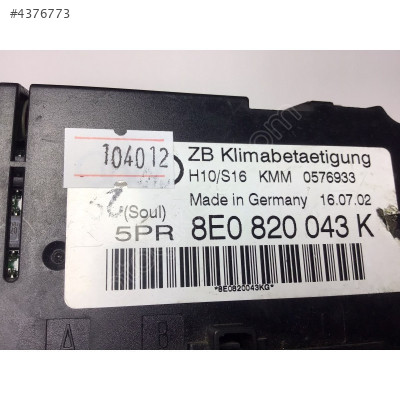 #4376773
104012
ZB Klimabetaetigung
H10/S16 KMM 0576933
Made in Germany 16.07.02
(Soul)
5PR 8E0 820 043 K
*8E0820043KG*
A B